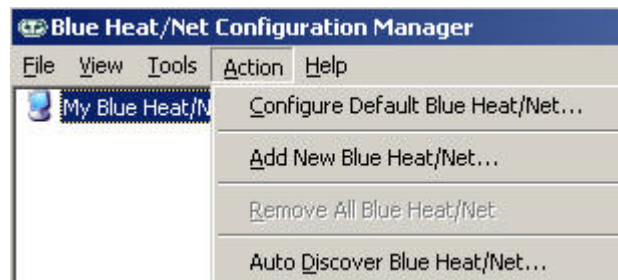 Blue Heat/Net Configuration Manager
File View Tools Action Help
My Blue Heat/N
Configure Default Blue Heat/Net...
Add New Blue Heat/Net...
Remove All Blue Heat/Net
Auto Discover Blue Heat/Net...